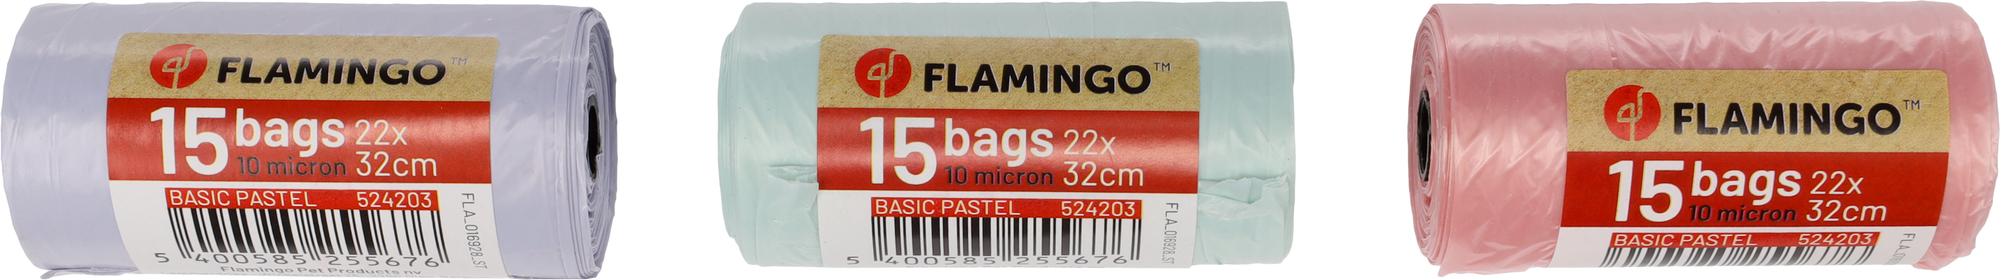 FLAMINGO™
15 bags 22x
10 micron 32cm
BASIC PASTEL 524203
FLA_016928_ST
5 400585 255676
Flamingo Pet Products nv
FLAMINGO™
15 bags 22x
10 micron 32cm
BASIC PASTEL 524203
FLA_016928_ST
5 400585 255676
FLAMINGO™
15 bags 22x
10 micron 32cm
BASIC PASTEL 524203